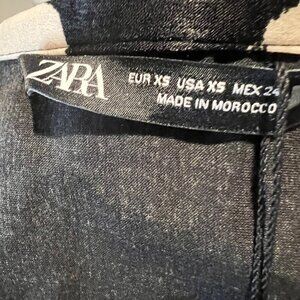 ZARA
EUR XS USA XS MEX 24
MADE IN MOROCCO